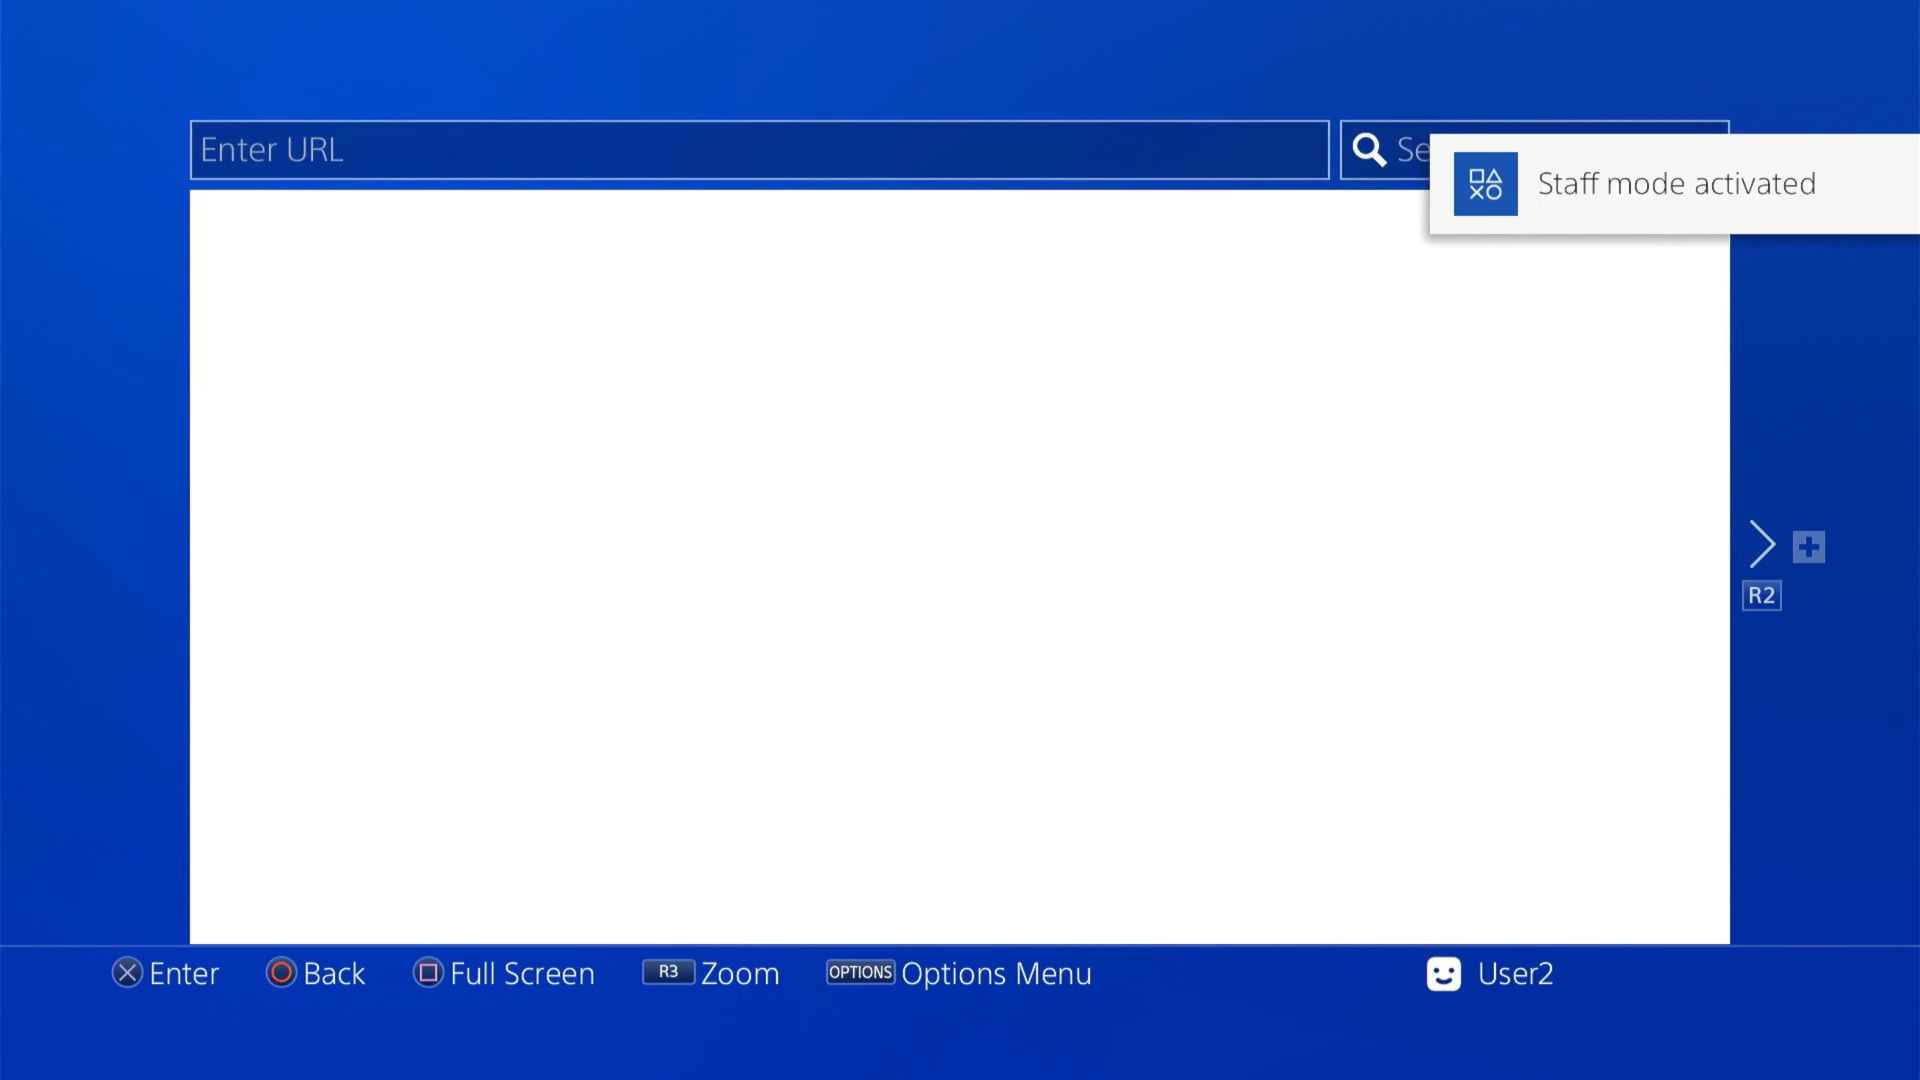 Enter URL
Se
Staff mode activated
R2
Enter
Back
Full Screen
R3 Zoom
OPTIONS Options Menu
User2